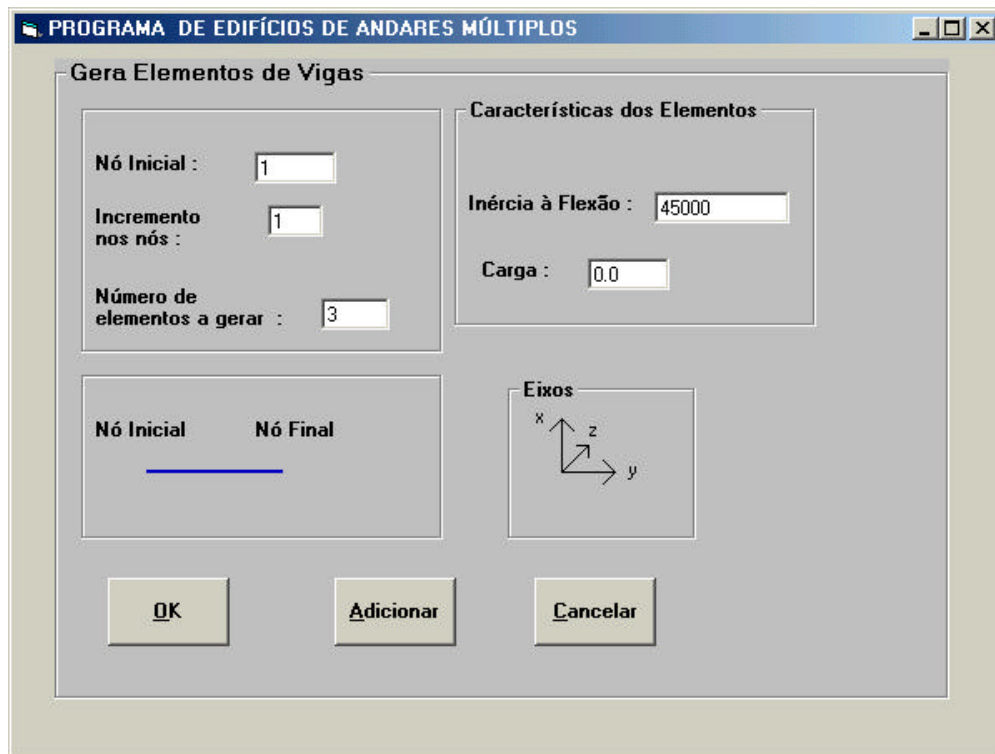 PROGRAMA DE EDIFÍCIOS DE ANDARES MÚLTIPLOS
Gera Elementos de Vigas
Nó Inicial : 1
Incremento
nos nós : 1
Número de
elementos a gerar : 3
Características dos Elementos
Inércia à Flexão : 45000
Carga : 0.0
Nó Inicial Nó Final
Eixos
x
z
y
OK Adicionar Cancelar